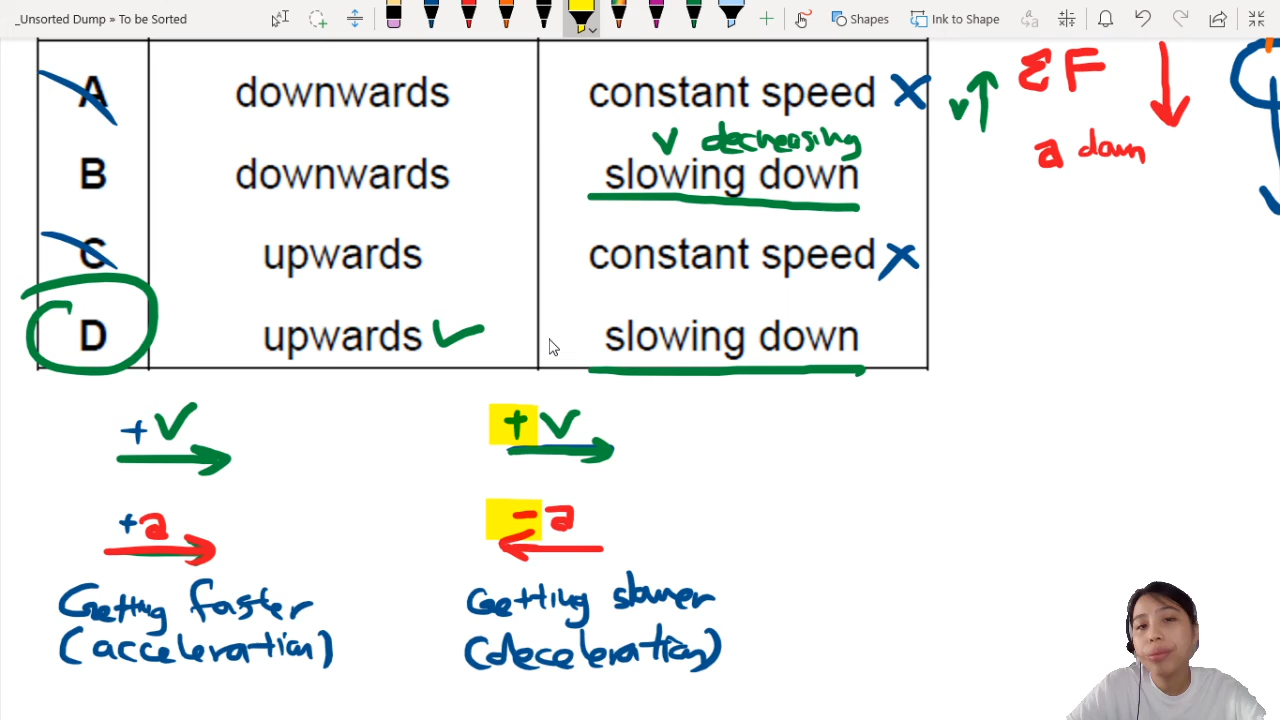 _Unsorted Dump » To be Sorted
Shapes
Ink to Shape
A downwards constant speed ✗
v decreasing
B downwards slowing down
C upwards constant speed ✗
D upwards ✓ slowing down
v ↑ ΣF ↓
a down
+ v
+ v
+ a
- a
Getting faster
(acceleration)
Getting slower
(deceleration)